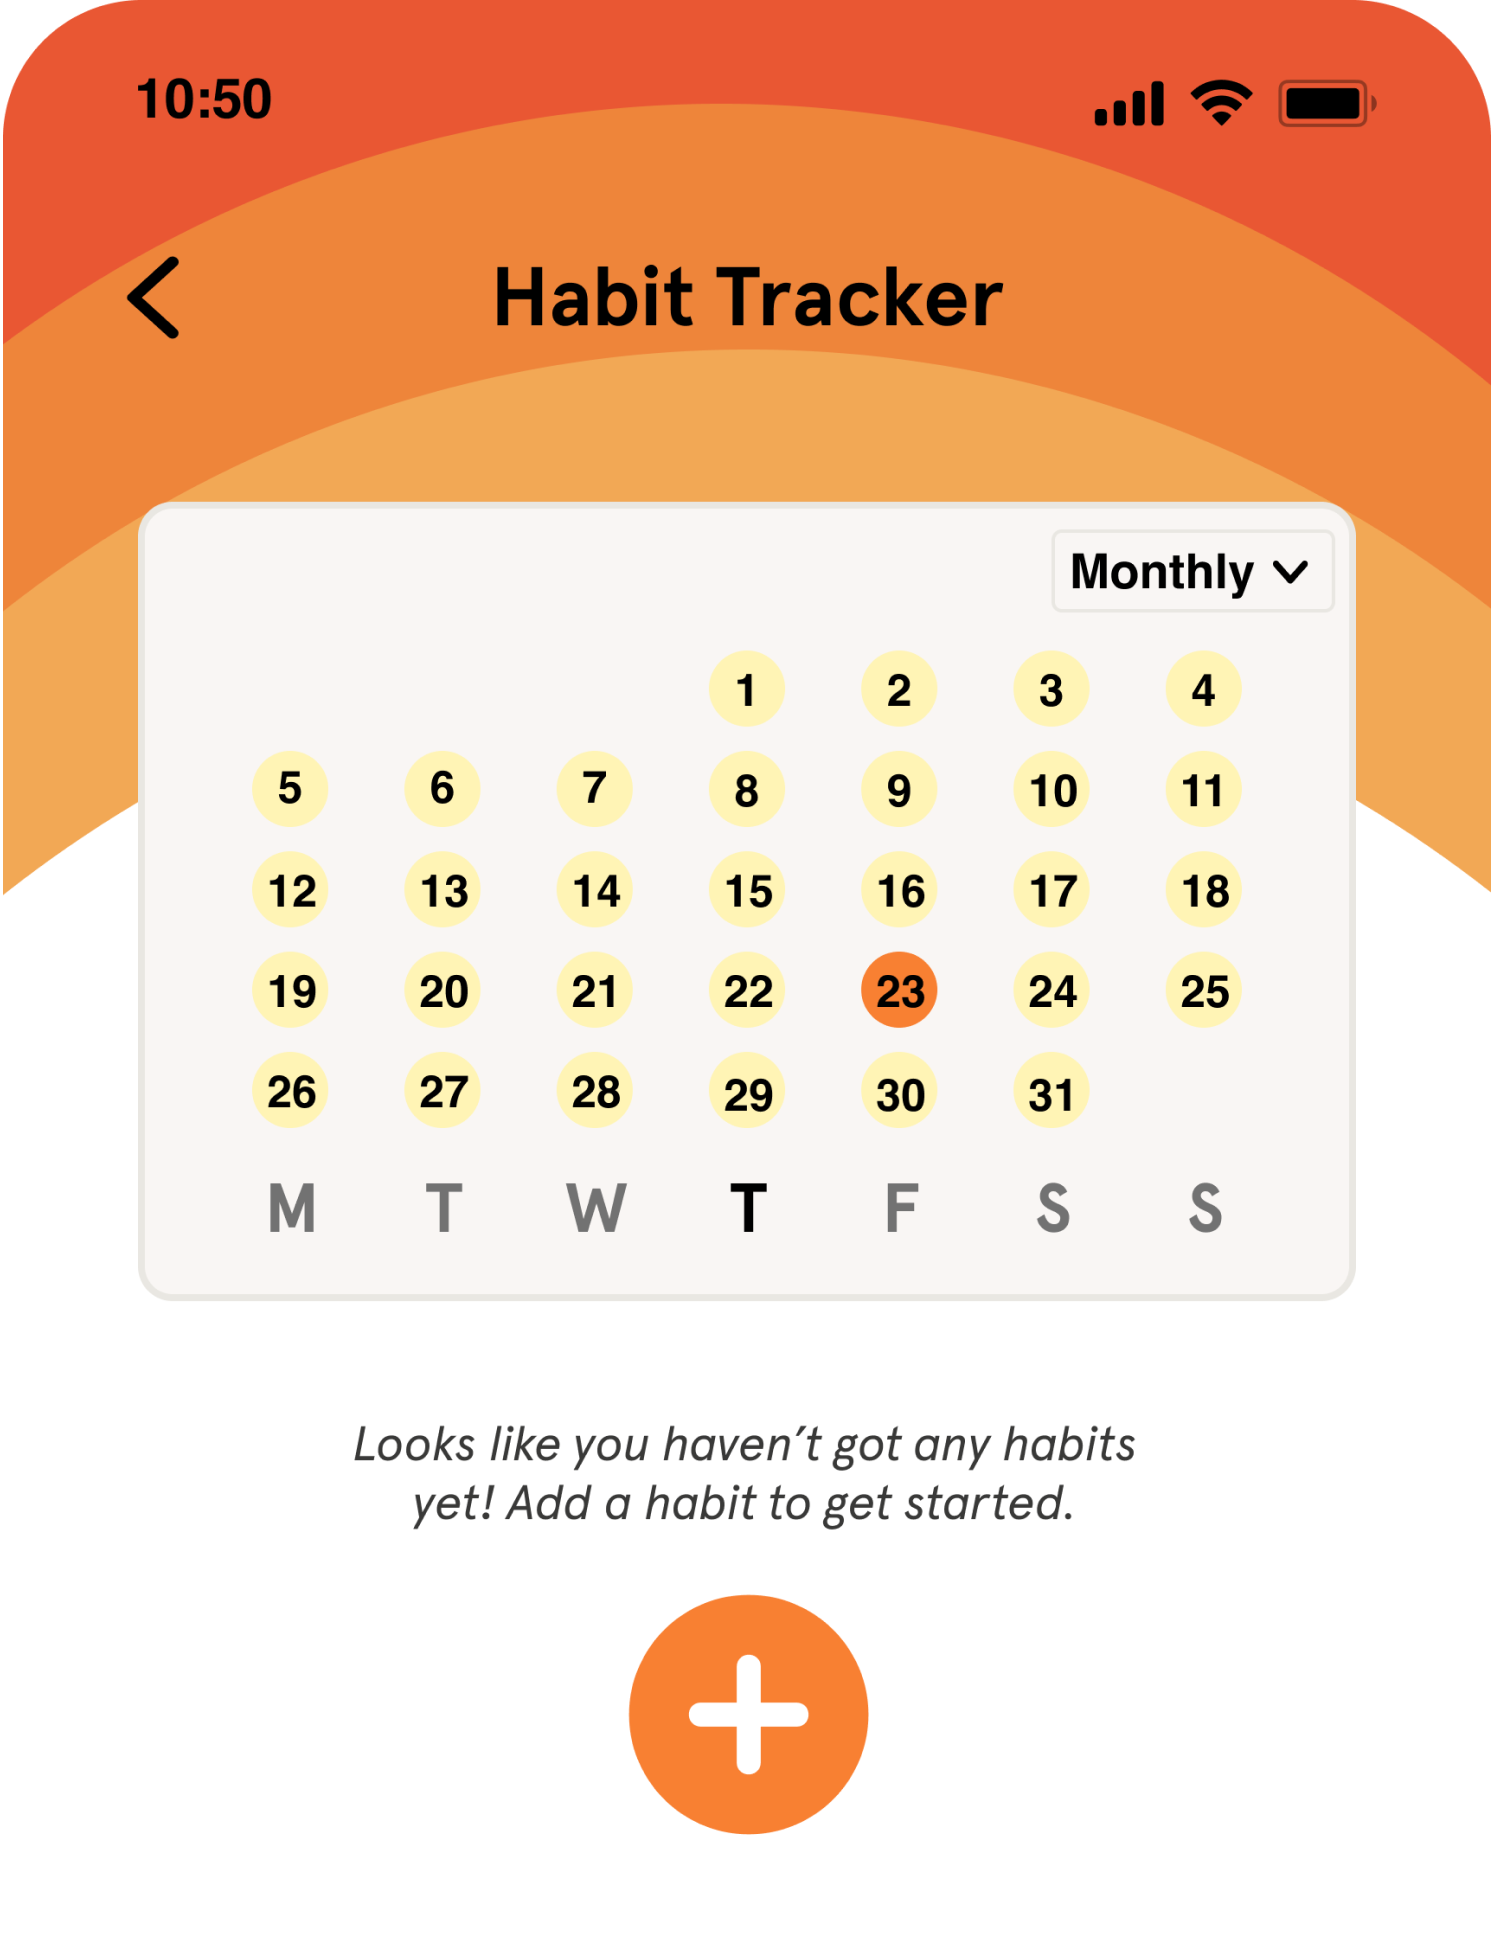 10:50
Habit Tracker
Monthly
1 2 3 4
5 6 7 8 9 10 11
12 13 14 15 16 17 18
19 20 21 22 23 24 25
26 27 28 29 30 31
M T W T F S S
Looks like you haven’t got any habits
yet! Add a habit to get started.